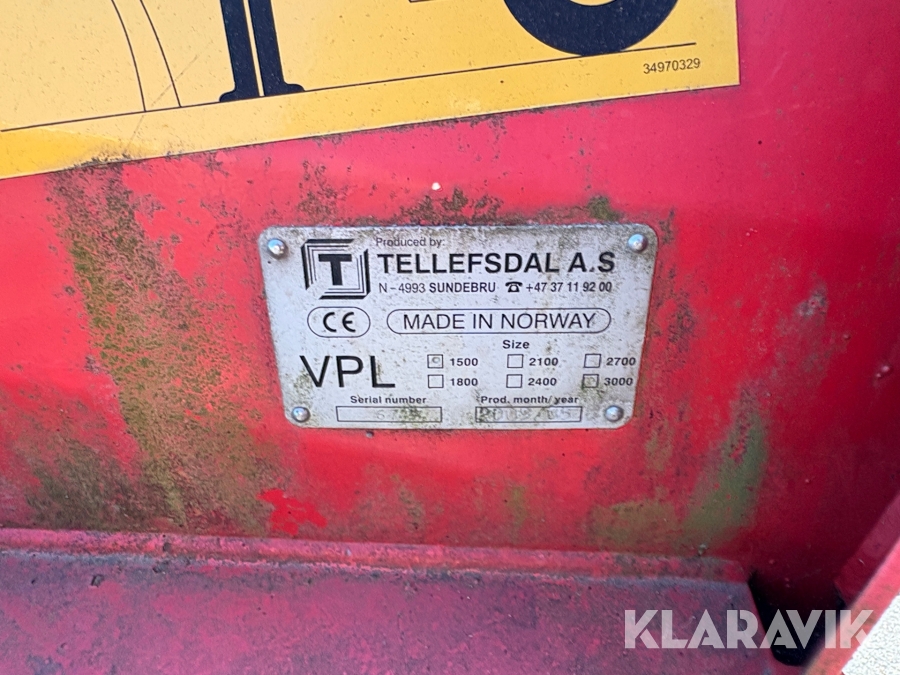 34970329
Produced by:
T TELLEFSDAL A.S
N-4993 SUNDEBRU ☎ +47 37 11 92 00
CE MADE IN NORWAY
Size
VPL
1500 2100 2700
1800 2400 3000
Serial number Prod. month/year
KLARAVIK